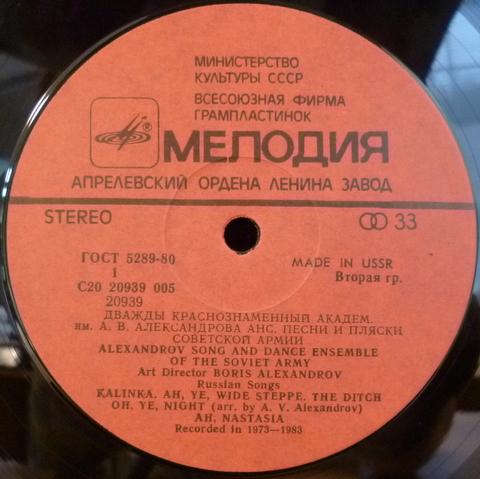 МИНИСТЕРСТВО
КУЛЬТУРЫ СССР
ВСЕСОЮЗНАЯ ФИРМА
ГРАМПЛАСТИНОК
МЕЛОДИЯ
АПРЕЛЕВСКИЙ ОРДЕНА ЛЕНИНА ЗАВОД
STEREO
33
ГОСТ 5289-80
1
С20 20939 005
20939
MADE IN USSR
Вторая гр.
ДВАЖДЫ КРАСНОЗНАМЕННЫЙ АКАДЕМ.
им. А. В. АЛЕКСАНДРОВА АНС. ПЕСНИ И ПЛЯСКИ
СОВЕТСКОЙ АРМИИ
ALEXANDROV SONG AND DANCE ENSEMBLE
OF THE SOVIET ARMY
Art Director BORIS ALEXANDROV
Russian Songs
KALINKA. AH, YE, WIDE STEPPE. THE DITCH
OH, YE, NIGHT (arr. by A. V. Alexandrov)
AH, NASTASIA
Recorded in 1973—1983